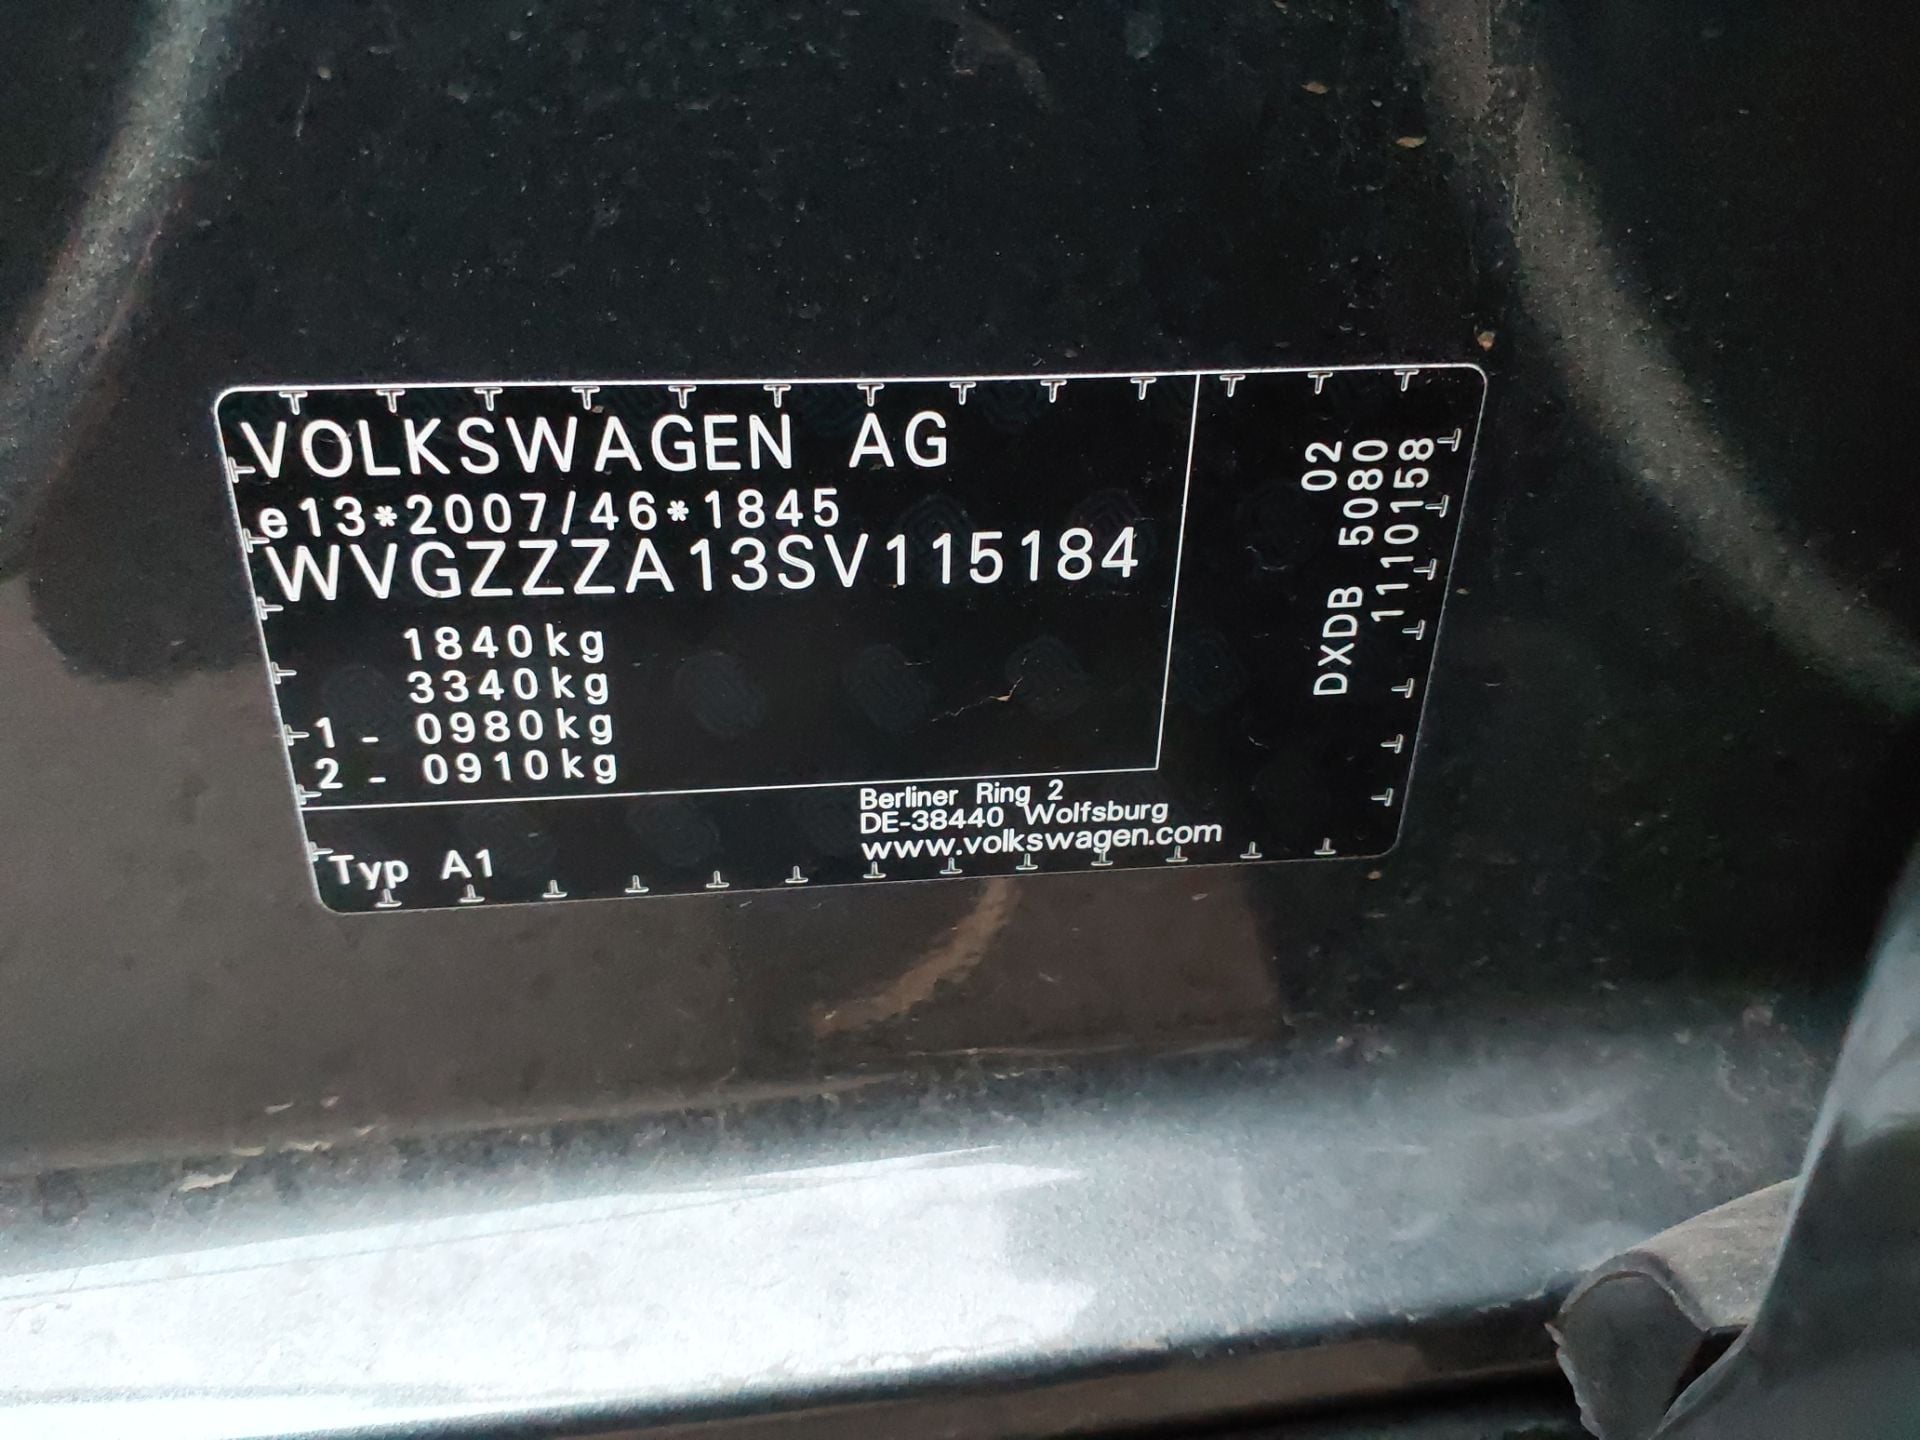 VOLKSWAGEN AG
e13*2007/46*1845
WVGZZZA13SV115184
1840kg
3340kg
1 - 0980kg
2 - 0910kg
Typ A1
Berliner Ring 2
DE-38440 Wolfsburg
www.volkswagen.com
02
DXDB 5080
1110158